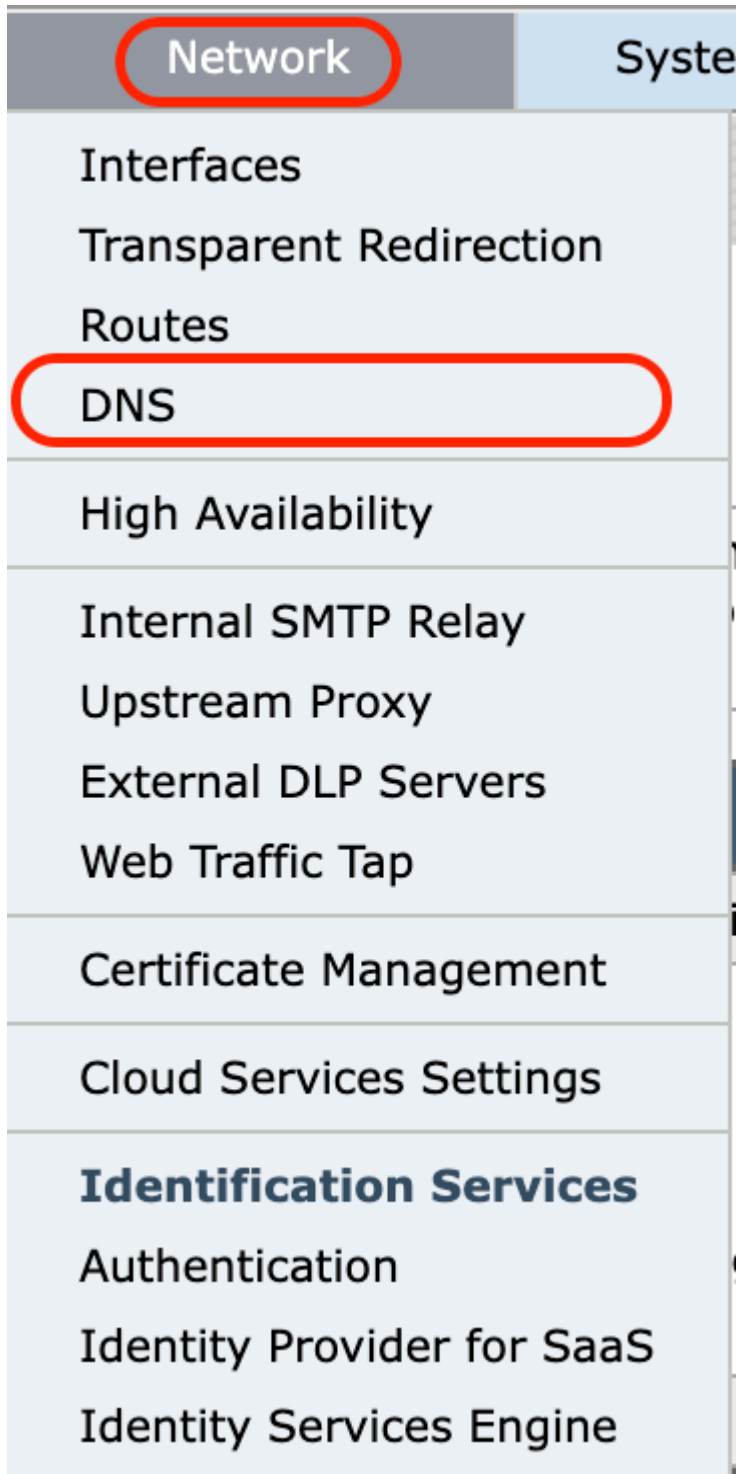 Network Syste
Interfaces
Transparent Redirection
Routes
DNS
High Availability
Internal SMTP Relay
Upstream Proxy
External DLP Servers
Web Traffic Tap
Certificate Management
Cloud Services Settings
Identification Services
Authentication
Identity Provider for SaaS
Identity Services Engine